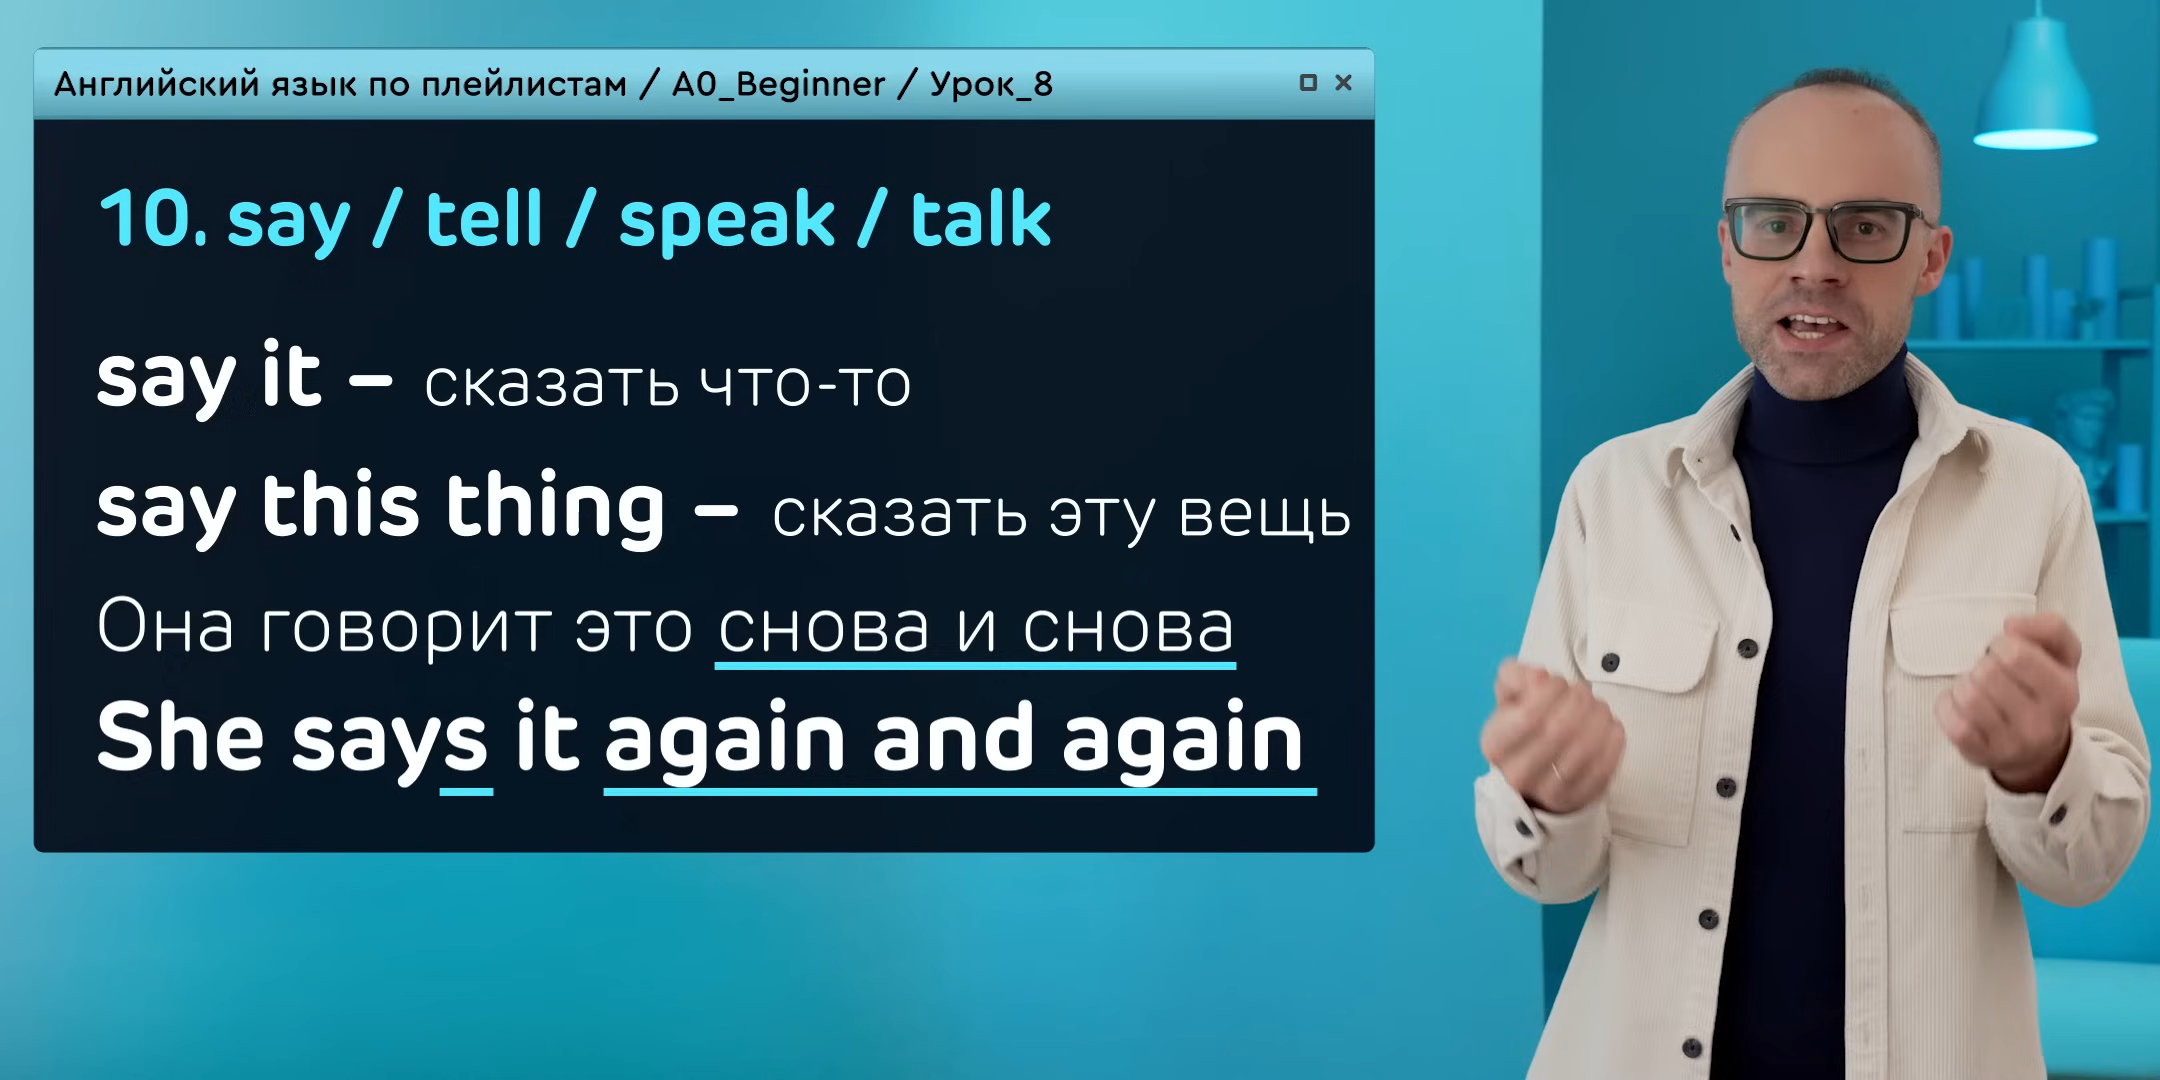 Английский язык по плейлистам / A0_Beginner / Урок_8
10. say / tell / speak / talk
say it – сказать что-то
say this thing – сказать эту вещь
Она говорит это снова и снова
She says it again and again